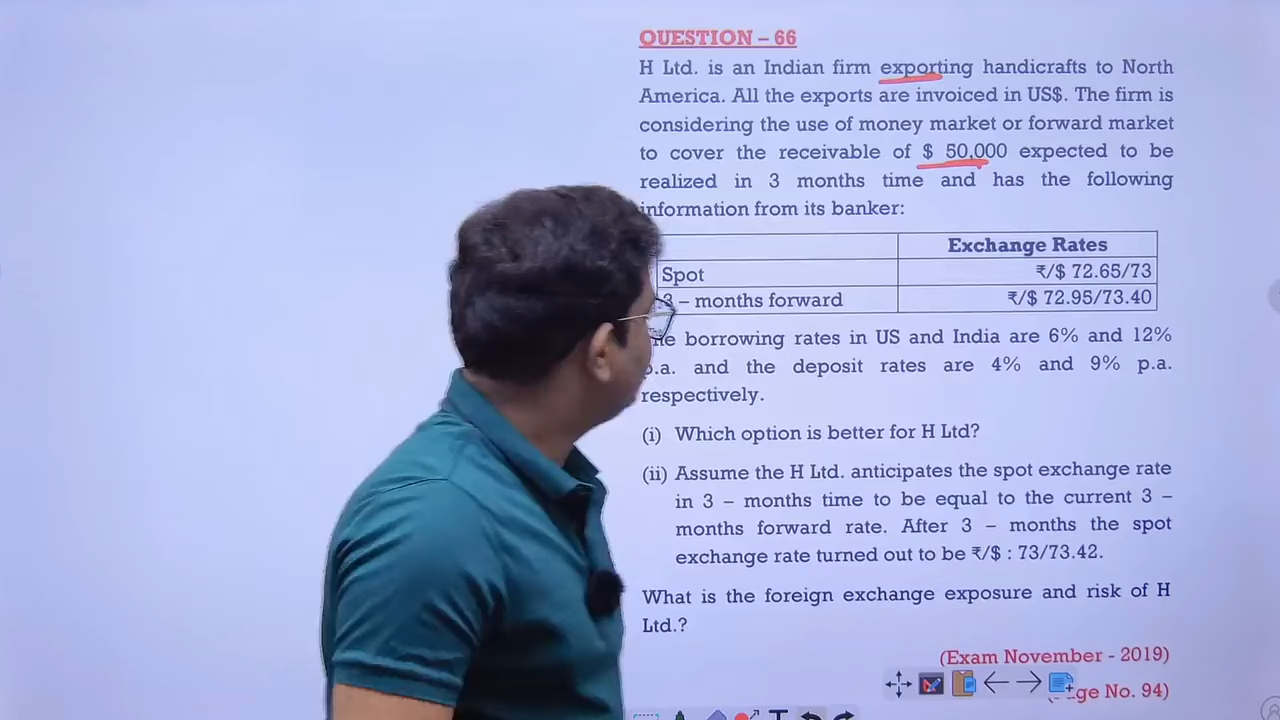 QUESTION – 66
H Ltd. is an Indian firm exporting handicrafts to North
America. All the exports are invoiced in US$. The firm is
considering the use of money market or forward market
to cover the receivable of $ 50,000 expected to be
realized in 3 months time and has the following
information from its banker:
Exchange Rates
Spot ₹/$ 72.65/73
3 – months forward ₹/$ 72.95/73.40
borrowing rates in US and India are 6% and 12%
p.a. and the deposit rates are 4% and 9% p.a.
respectively.
(i) Which option is better for H Ltd?
(ii) Assume the H Ltd. anticipates the spot exchange rate
in 3 – months time to be equal to the current 3 –
months forward rate. After 3 – months the spot
exchange rate turned out to be ₹/$ : 73/73.42.
What is the foreign exchange exposure and risk of H
Ltd.?
(Exam November - 2019)
ge No. 94)